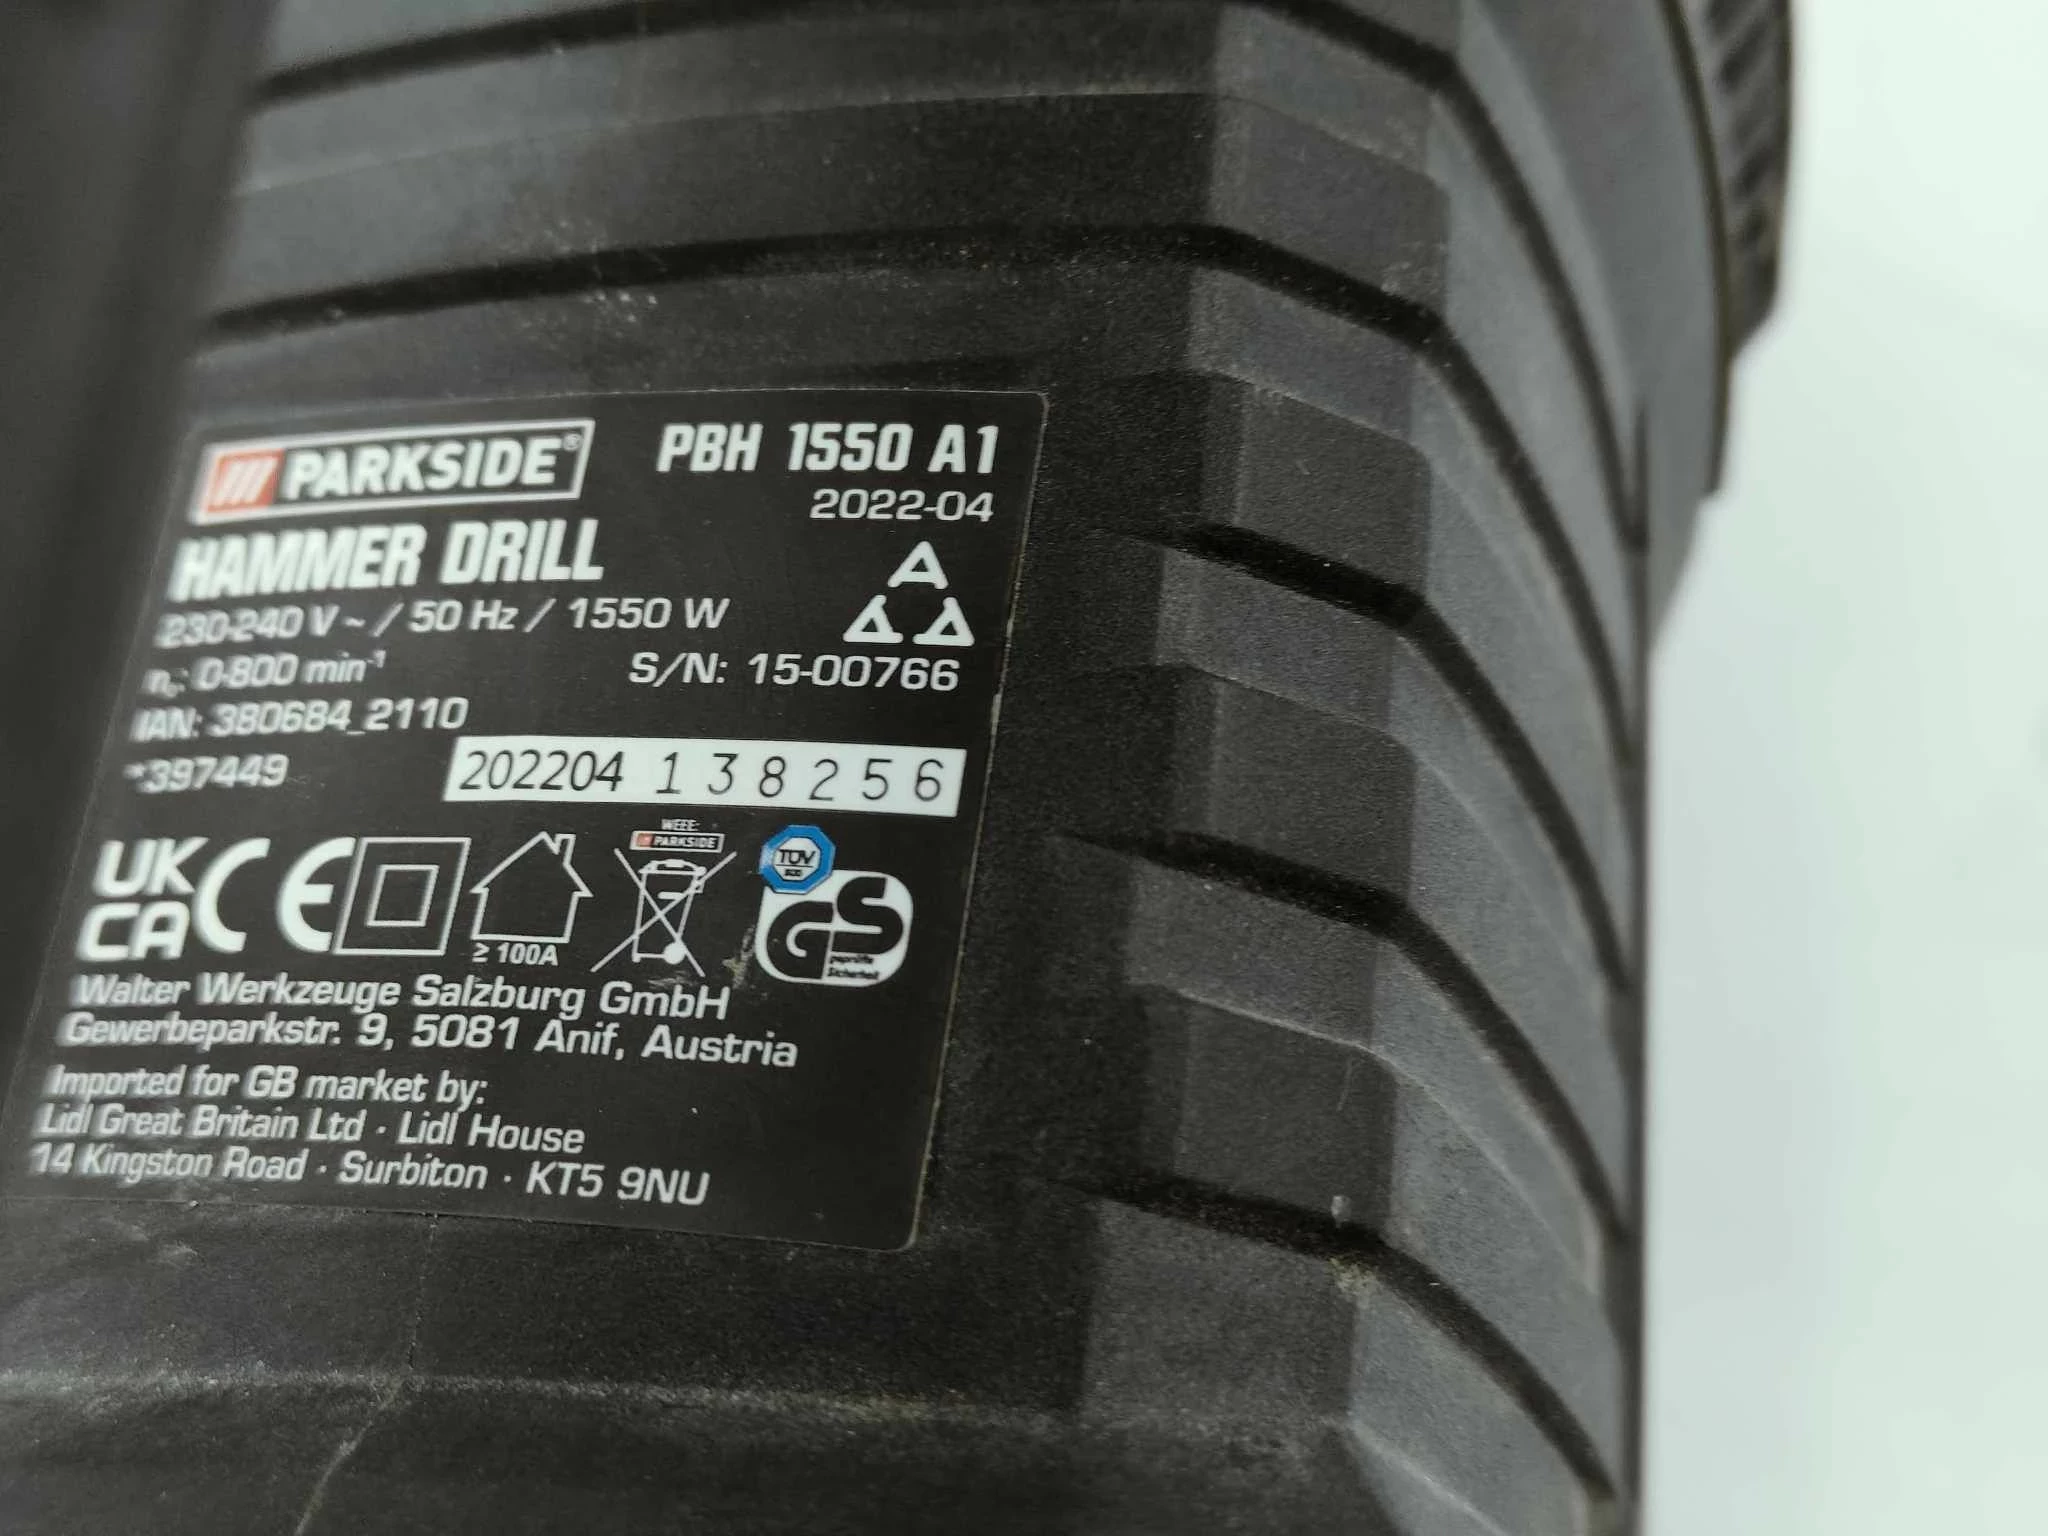 PARKSIDE®
PBH 1550 A1
2022-04
HAMMER DRILL
230-240 V ~ / 50 Hz / 1550 W
n₀: 0-800 min⁻¹
S/N: 15-00766
IAN: 380684_2110
*397449
202204 138256
UK
CA
CE
≥ 100A
WEEE:
PARKSIDE
TÜV
SÜD
GS
geprüfte
Sicherheit
Walter Werkzeuge Salzburg GmbH
Gewerbeparkstr. 9, 5081 Anif, Austria
Imported for GB market by:
Lidl Great Britain Ltd · Lidl House
14 Kingston Road · Surbiton · KT5 9NU